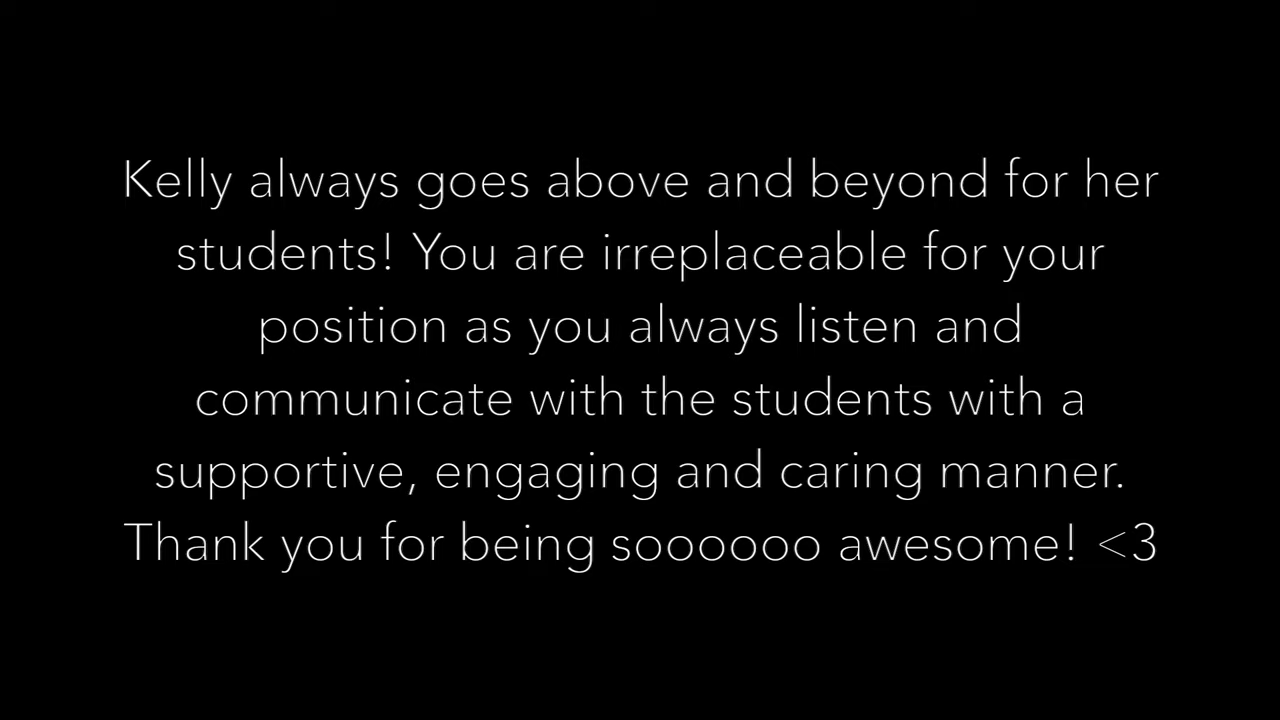 Kelly always goes above and beyond for her
students! You are irreplaceable for your
position as you always listen and
communicate with the students with a
supportive, engaging and caring manner.
Thank you for being soooooo awesome! <3